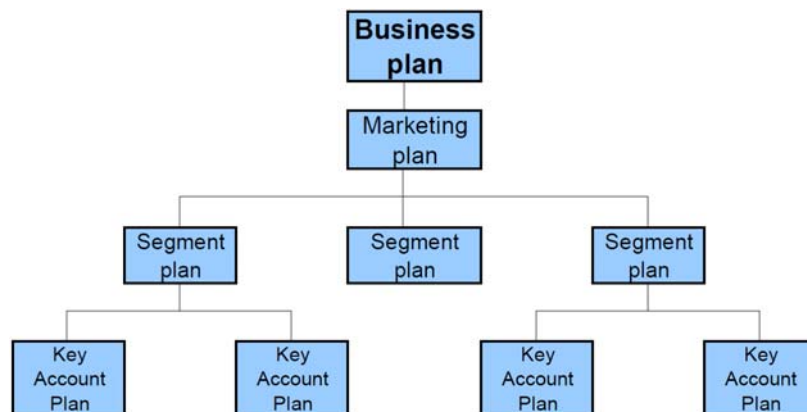 Business
plan
Marketing
plan
Segment
plan
Segment
plan
Segment
plan
Key
Account
Plan
Key
Account
Plan
Key
Account
Plan
Key
Account
Plan